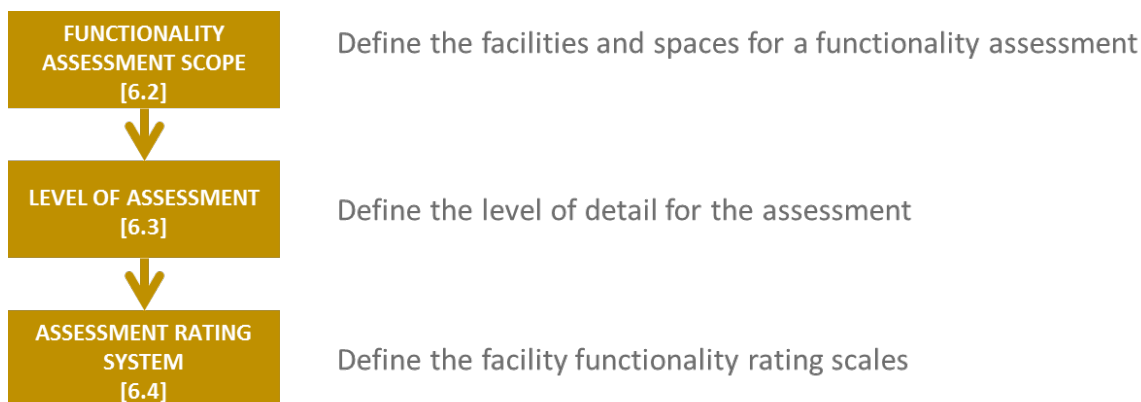 FUNCTIONALITY
ASSESSMENT SCOPE
[6.2]
Define the facilities and spaces for a functionality assessment
LEVEL OF ASSESSMENT
[6.3]
Define the level of detail for the assessment
ASSESSMENT RATING
SYSTEM
[6.4]
Define the facility functionality rating scales